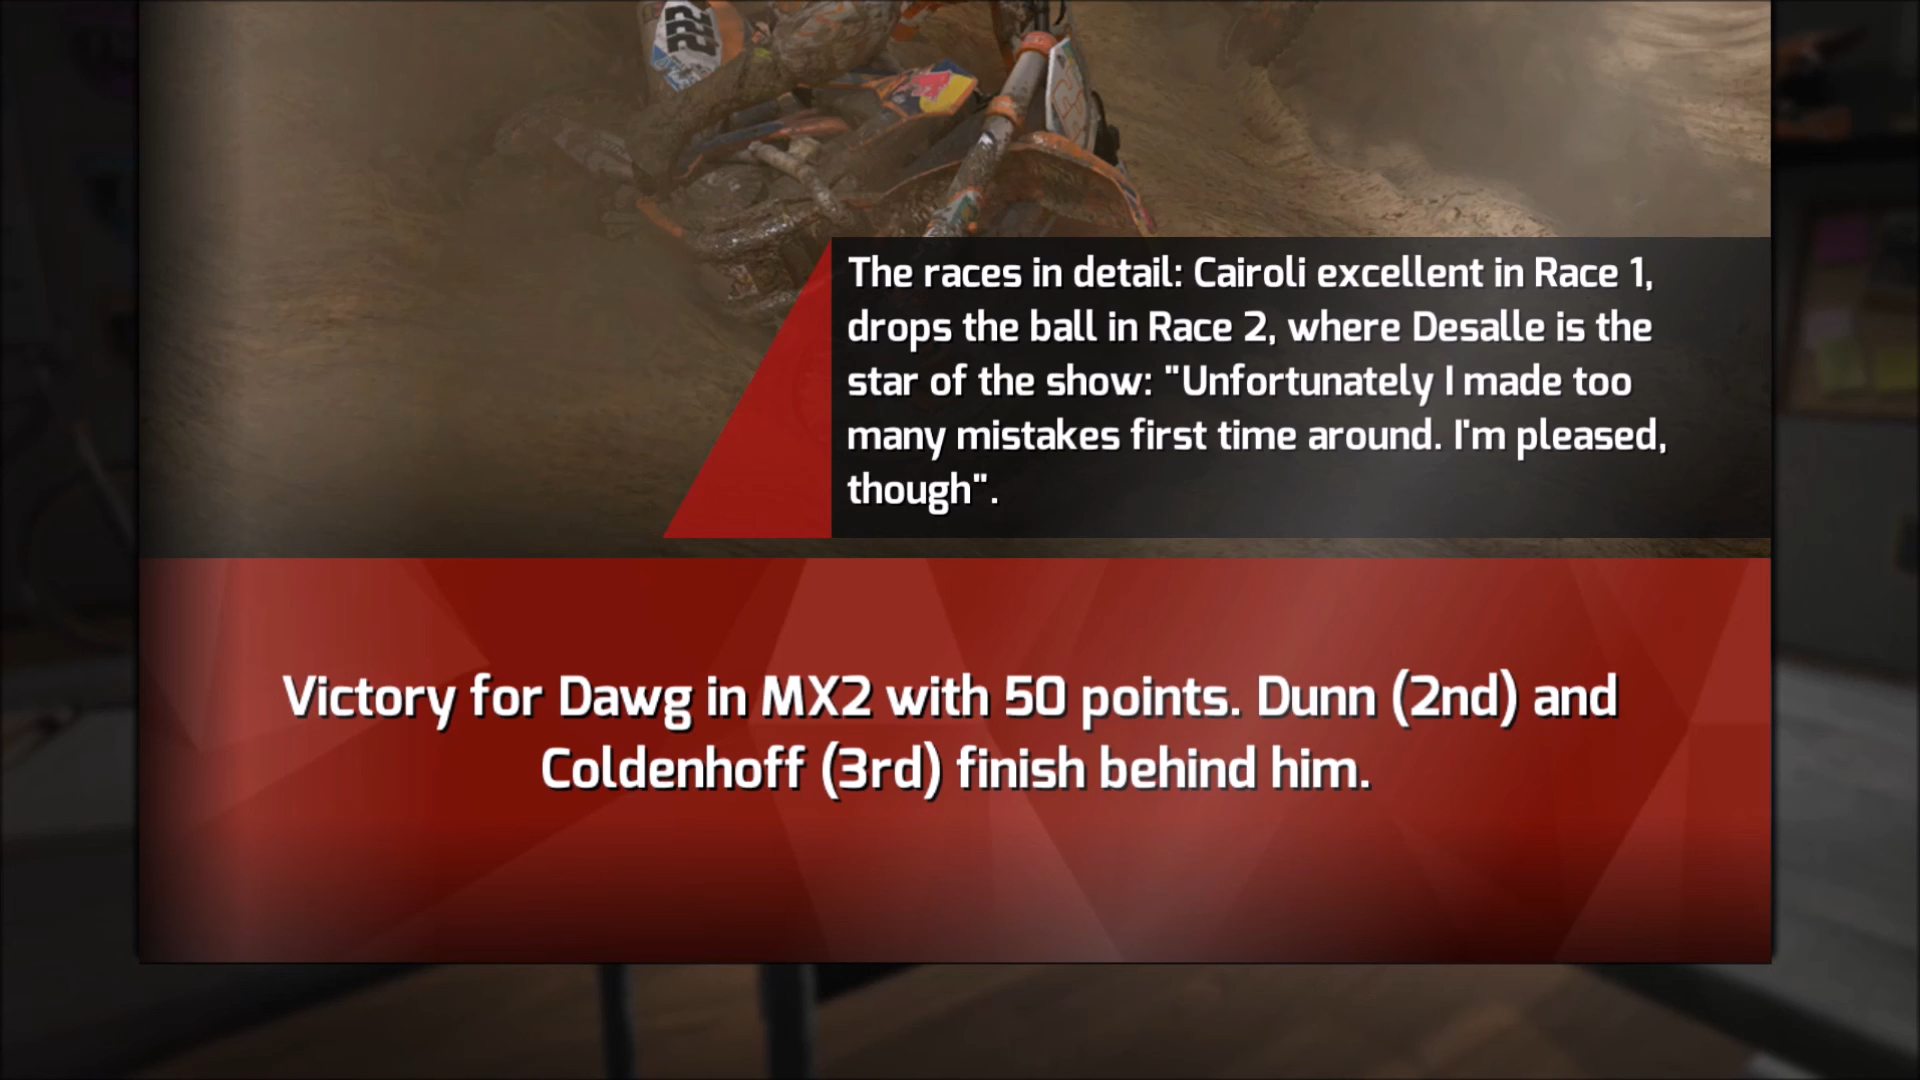 222
The races in detail: Cairoli excellent in Race 1,
drops the ball in Race 2, where Desalle is the
star of the show: "Unfortunately I made too
many mistakes first time around. I'm pleased,
though".
Victory for Dawg in MX2 with 50 points. Dunn (2nd) and
Coldenhoff (3rd) finish behind him.